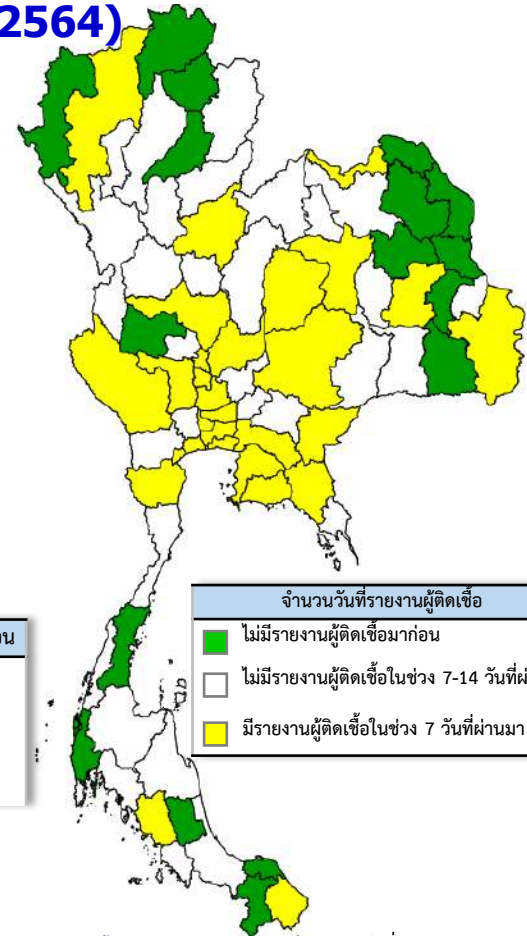 2564)
จำนวนวันที่รายงานผู้ติดเชื้อ
ไม่มีรายงานผู้ติดเชื้อมาก่อน
ไม่มีรายงานผู้ติดเชื้อในช่วง 7-14 วันที่ผ่
มีรายงานผู้ติดเชื้อในช่วง 7 วันที่ผ่านมา